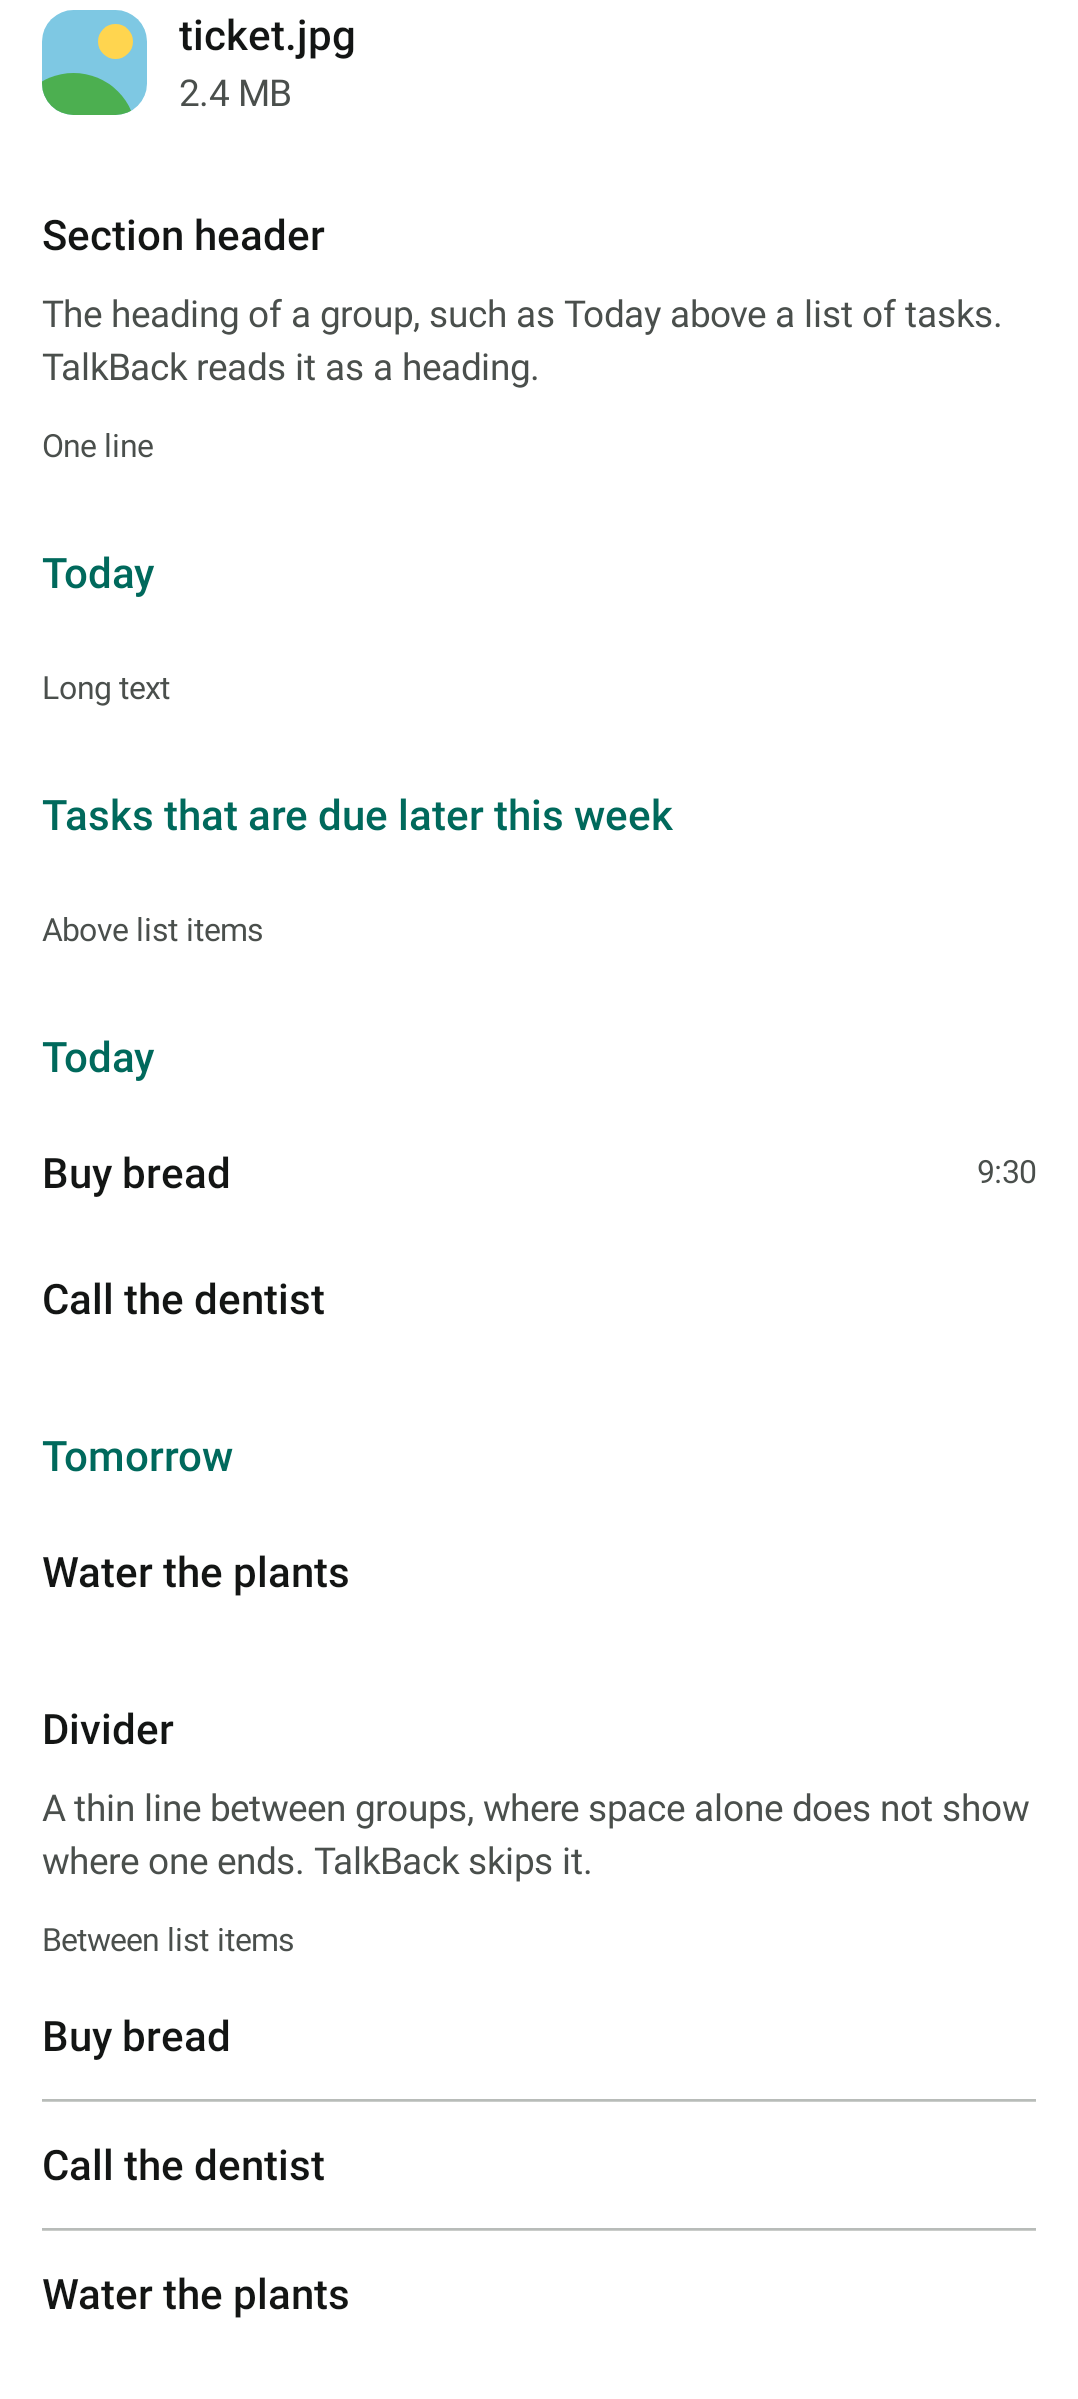 ticket.jpg
2.4 MB
Section header
The heading of a group, such as Today above a list of tasks.
TalkBack reads it as a heading.
One line
Today
Long text
Tasks that are due later this week
Above list items
Today
Buy bread 9:30
Call the dentist
Tomorrow
Water the plants
Divider
A thin line between groups, where space alone does not show
where one ends. TalkBack skips it.
Between list items
Buy bread
Call the dentist
Water the plants